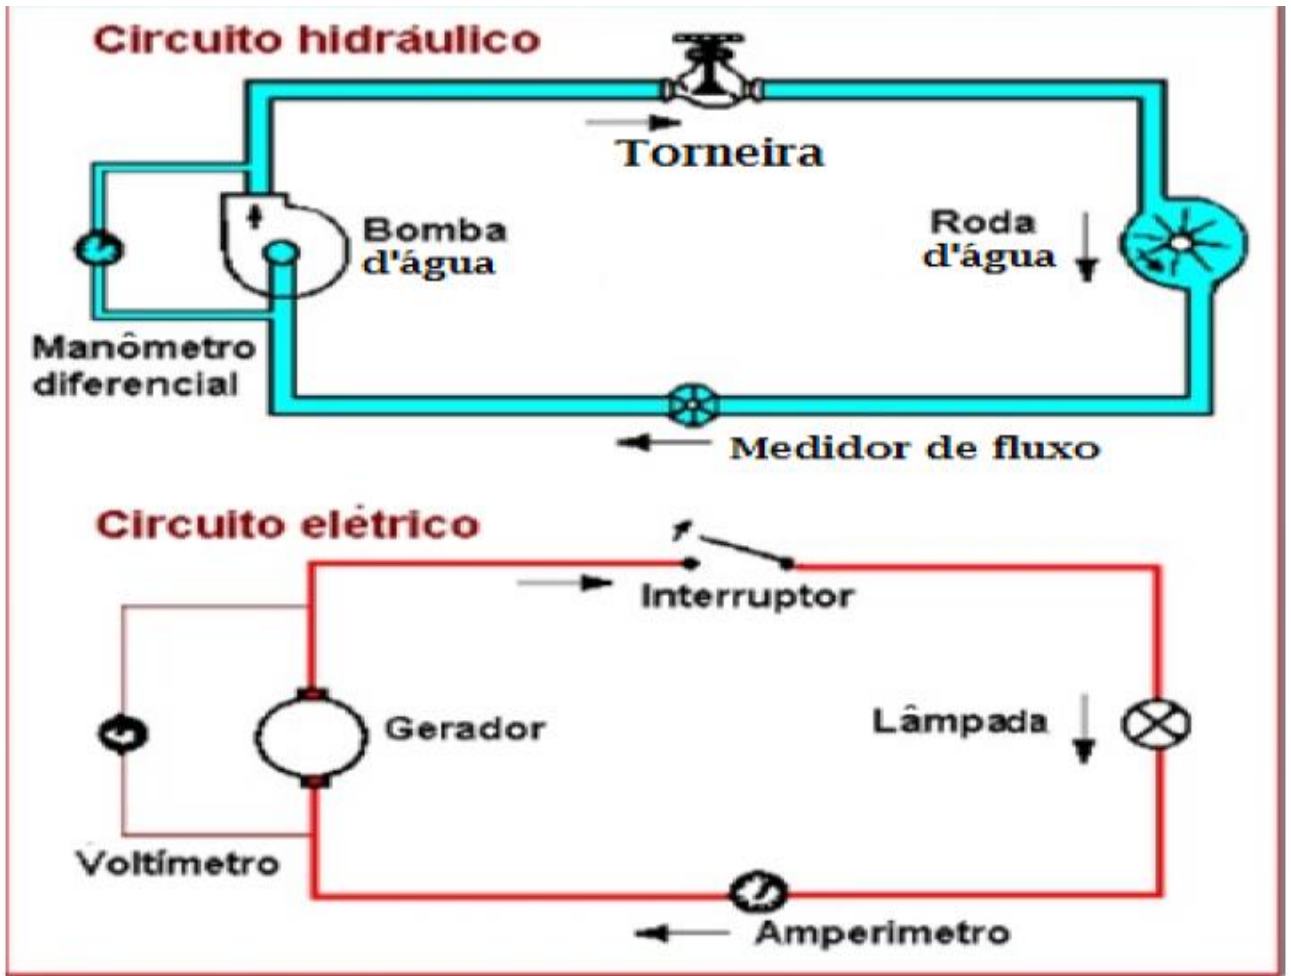 Circuito hidráulico
Torneira
Bomba
d'água
Roda
d'água
Manômetro
diferencial
Medidor de fluxo
Circuito elétrico
Interruptor
Gerador
Lâmpada
Voltímetro
Amperimetro